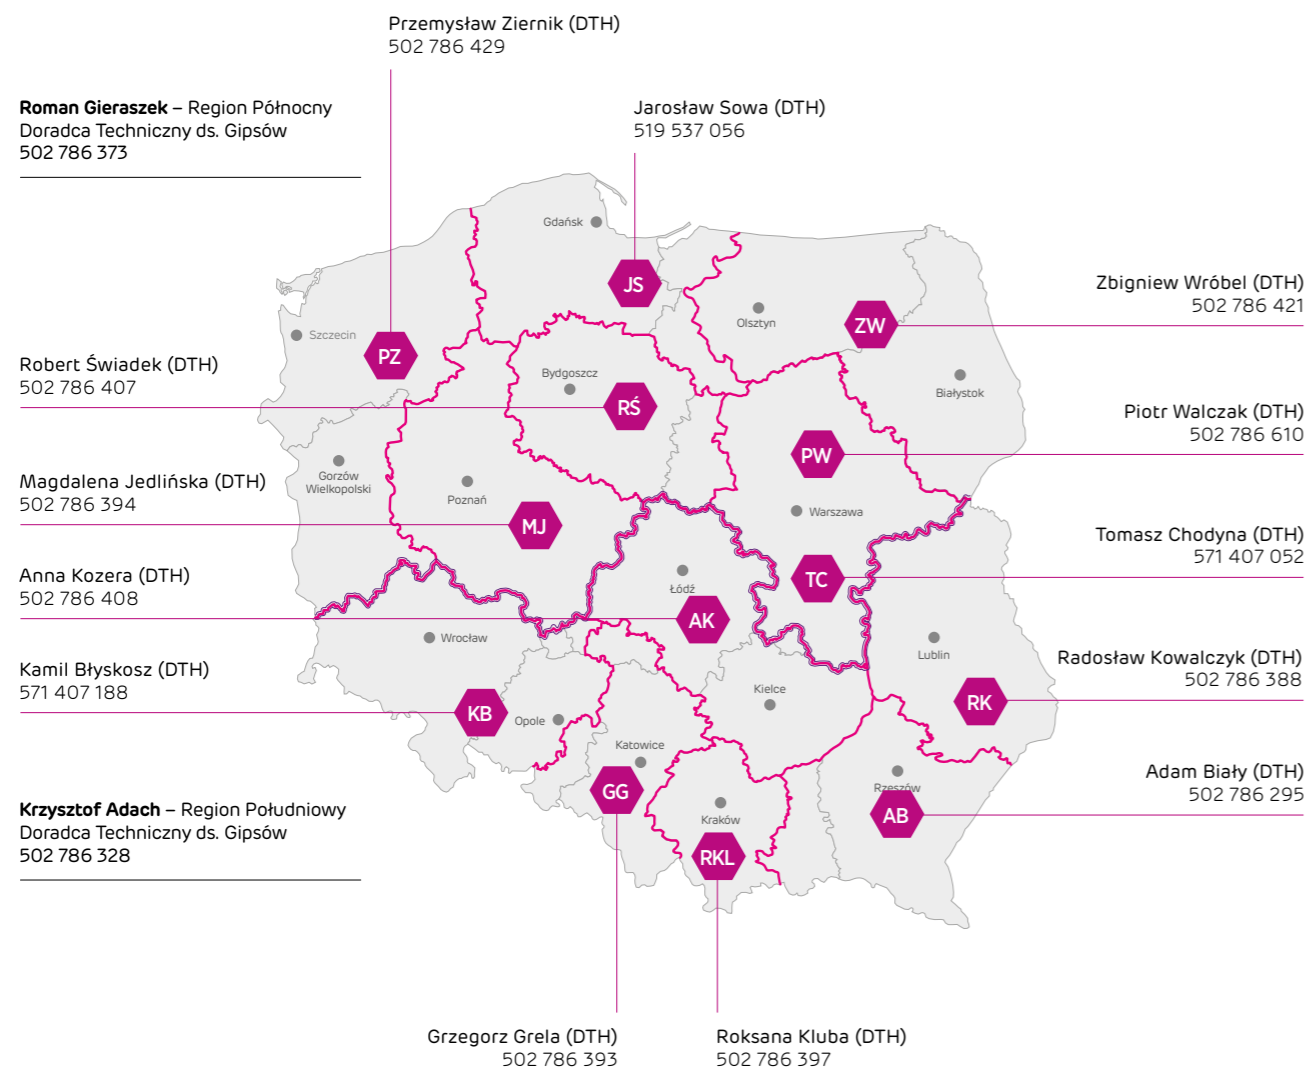 Przemysław Ziernik (DTH)
502 786 429
Roman Gieraszek – Region Północny
Doradca Techniczny ds. Gipsów
502 786 373
Jarosław Sowa (DTH)
519 537 056
Gdańsk
JS
Zbigniew Wróbel (DTH)
502 786 421
Olsztyn
ZW
Szczecin
PZ
Robert Świadek (DTH)
502 786 407
Bydgoszcz
RŚ
Białystok
Piotr Walczak (DTH)
502 786 610
PW
Gorzów
Wielkopolski
Magdalena Jedlińska (DTH)
502 786 394
Poznań
MJ
Warszawa
Tomasz Chodyna (DTH)
571 407 052
TC
Anna Kozera (DTH)
502 786 408
Łódź
AK
Wrocław
Lublin
Radosław Kowalczyk (DTH)
502 786 388
RK
Kamil Błyskosz (DTH)
571 407 188
KB
Opole
Kielce
Katowice
GG
Adam Biały (DTH)
502 786 295
Rzeszów
AB
Krzysztof Adach – Region Południowy
Doradca Techniczny ds. Gipsów
502 786 328
Kraków
RKL
Grzegorz Grela (DTH)
502 786 393
Roksana Kluba (DTH)
502 786 397